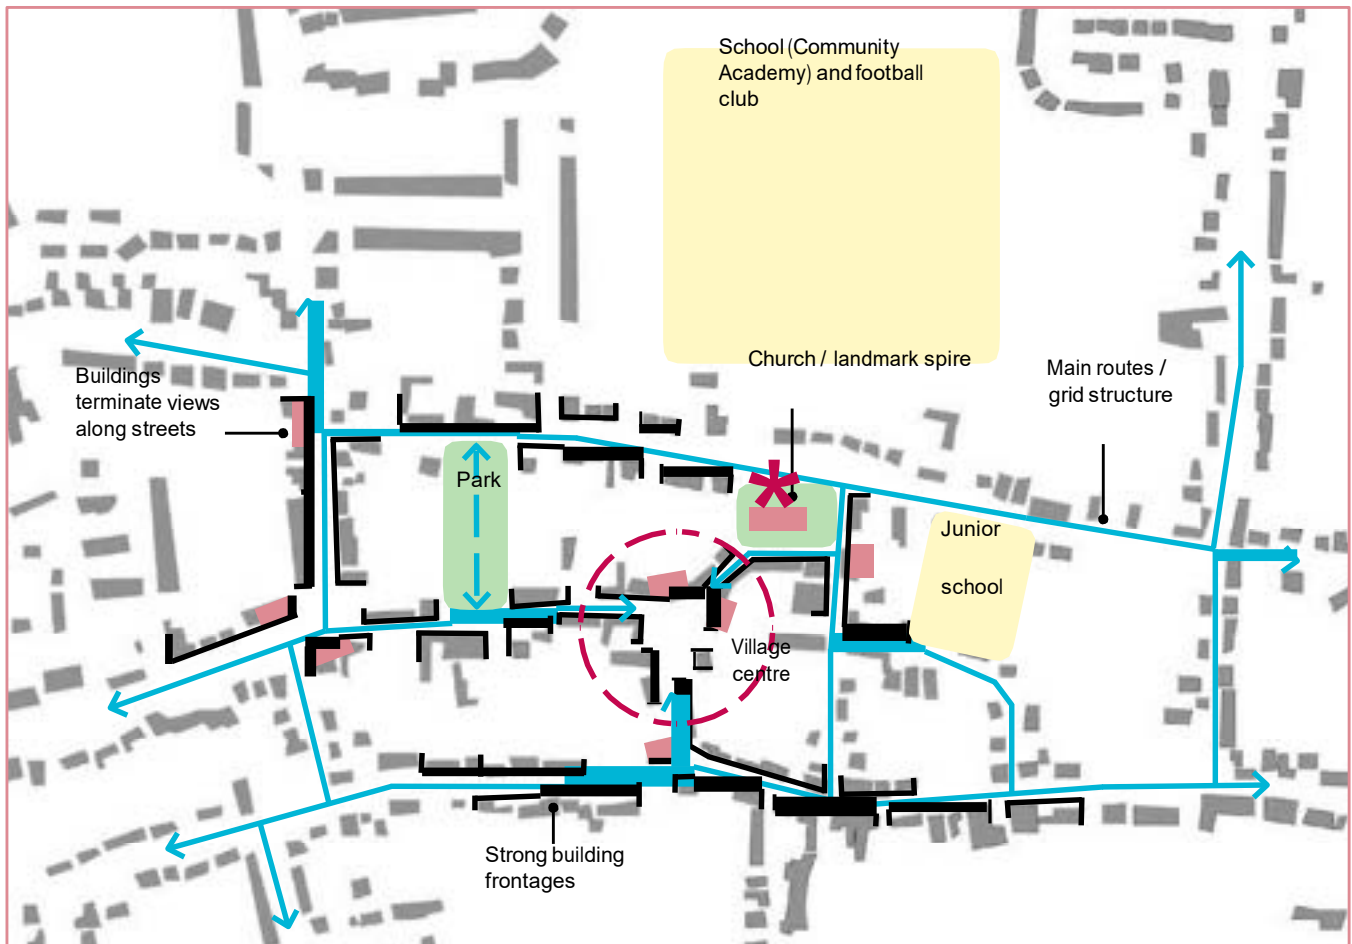 School (Community
Academy) and football
club
Church / landmark spire
Main routes /
grid structure
Buildings
terminate views
along streets
Park
Junior
school
Village
centre
Strong building
frontages